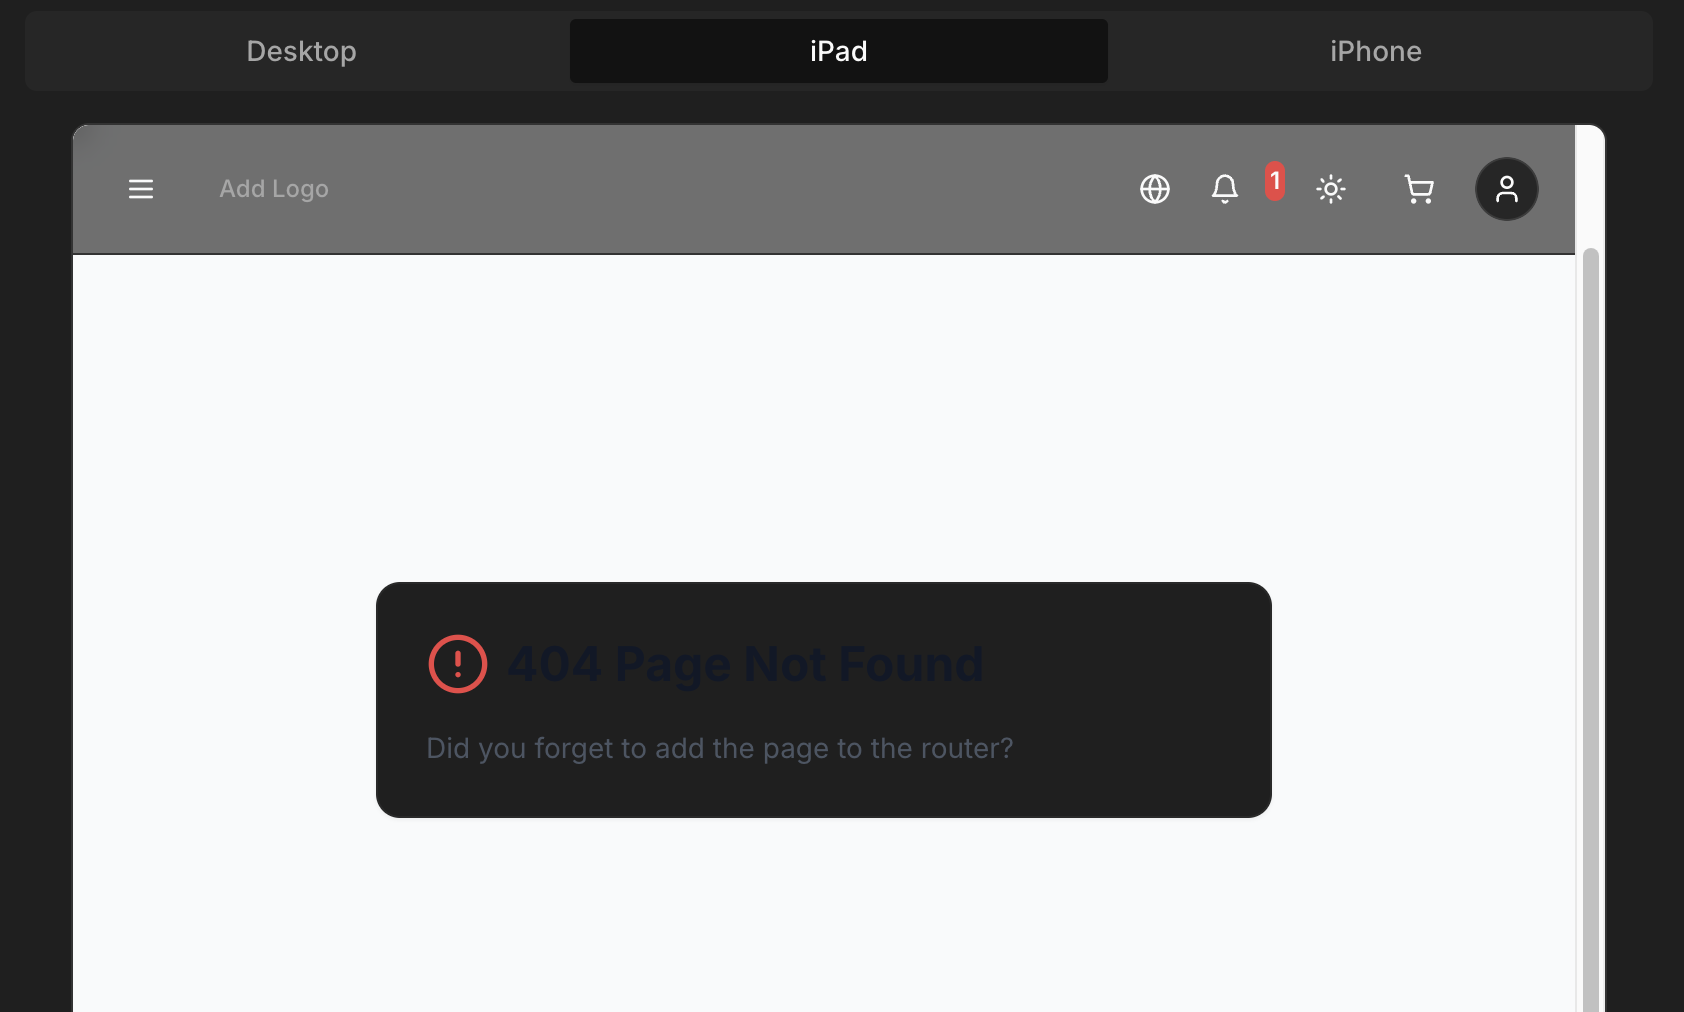 Desktop
iPad
iPhone
Add Logo
1
404 Page Not Found
Did you forget to add the page to the router?